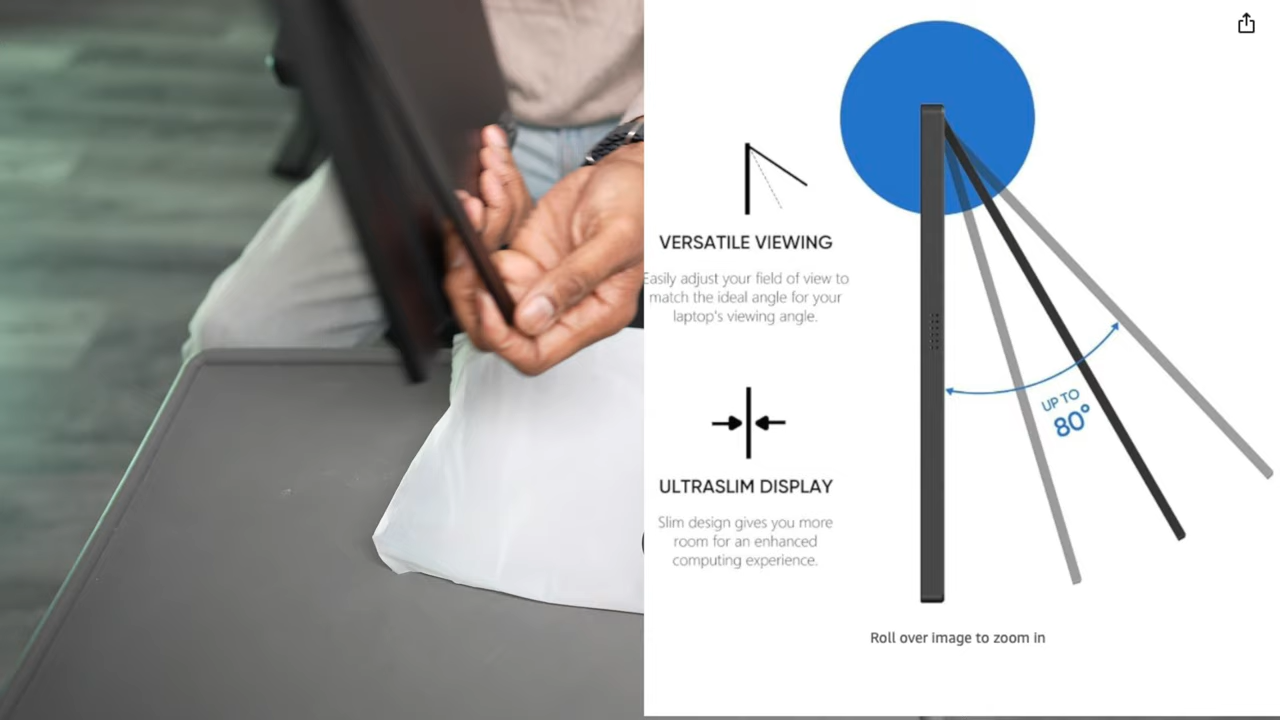 VERSATILE VIEWING
Easily adjust your field of view to
match the ideal angle for your
laptop's viewing angle.
UP TO
80°
ULTRASLIM DISPLAY
Slim design gives you more
room for an enhanced
computing experience.
Roll over image to zoom in